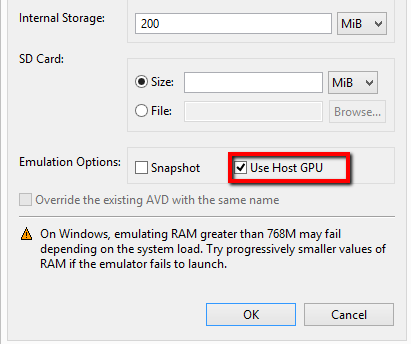 Internal Storage:
200
MiB
SD Card:
Size:
MiB
File:
Browse...
Emulation Options:
Snapshot
Use Host GPU
Override the existing AVD with the same name
On Windows, emulating RAM greater than 768M may fail
depending on the system load. Try progressively smaller values of
RAM if the emulator fails to launch.
OK
Cancel